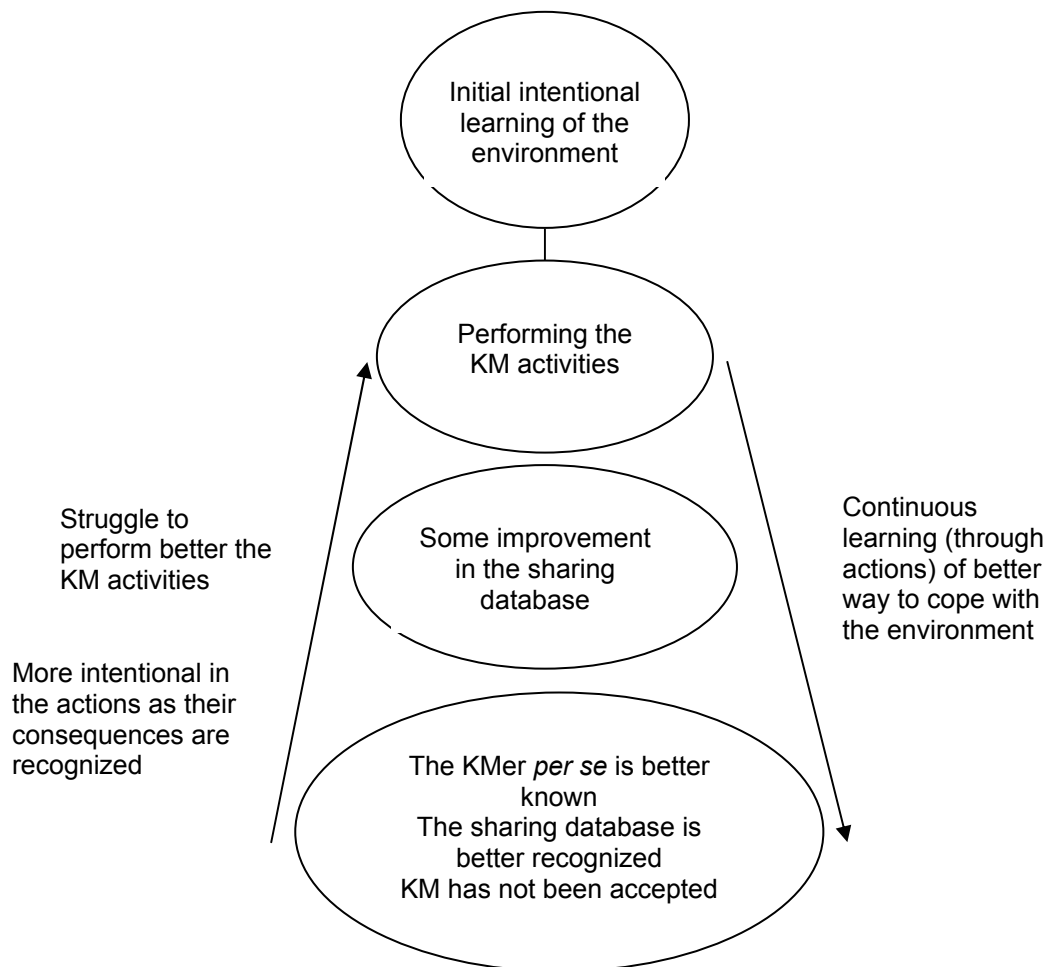 Initial intentional
learning of the
environment
Performing the
KM activities
Struggle to
perform better the
KM activities
Some improvement
in the sharing
database
Continuous
learning (through
actions) of better
way to cope with
the environment
More intentional in
the actions as their
consequences are
recognized
The KMer per se is better
known
The sharing database is
better recognized
KM has not been accepted